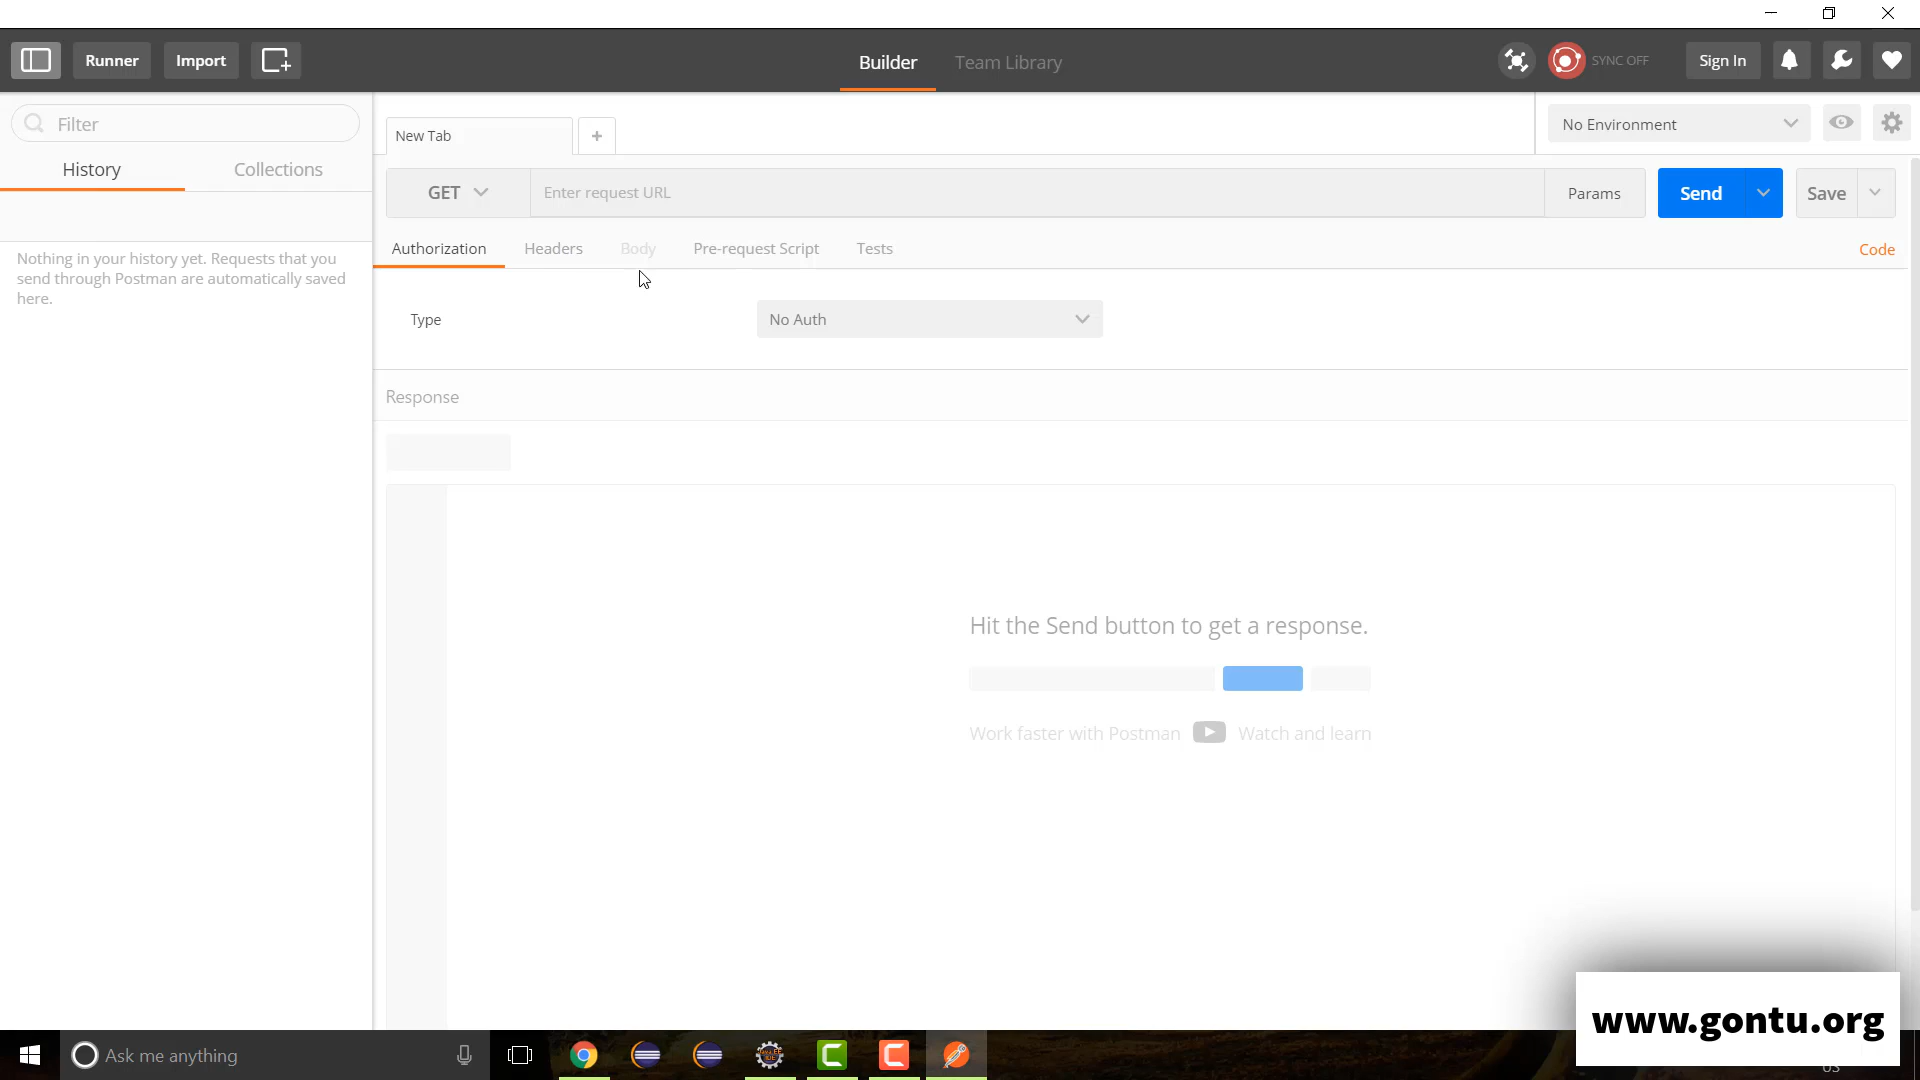 Runner
Import
Builder
Team Library
SYNC OFF
Sign In
Filter
History
Collections
Nothing in your history yet. Requests that you
send through Postman are automatically saved
here.
New Tab
+
No Environment
GET
Enter request URL
Params
Send
Save
Authorization
Headers
Body
Pre-request Script
Tests
Code
Type
No Auth
Response
Hit the Send button to get a response.
Work faster with Postman
Watch and learn
www.gontu.org
Ask me anything